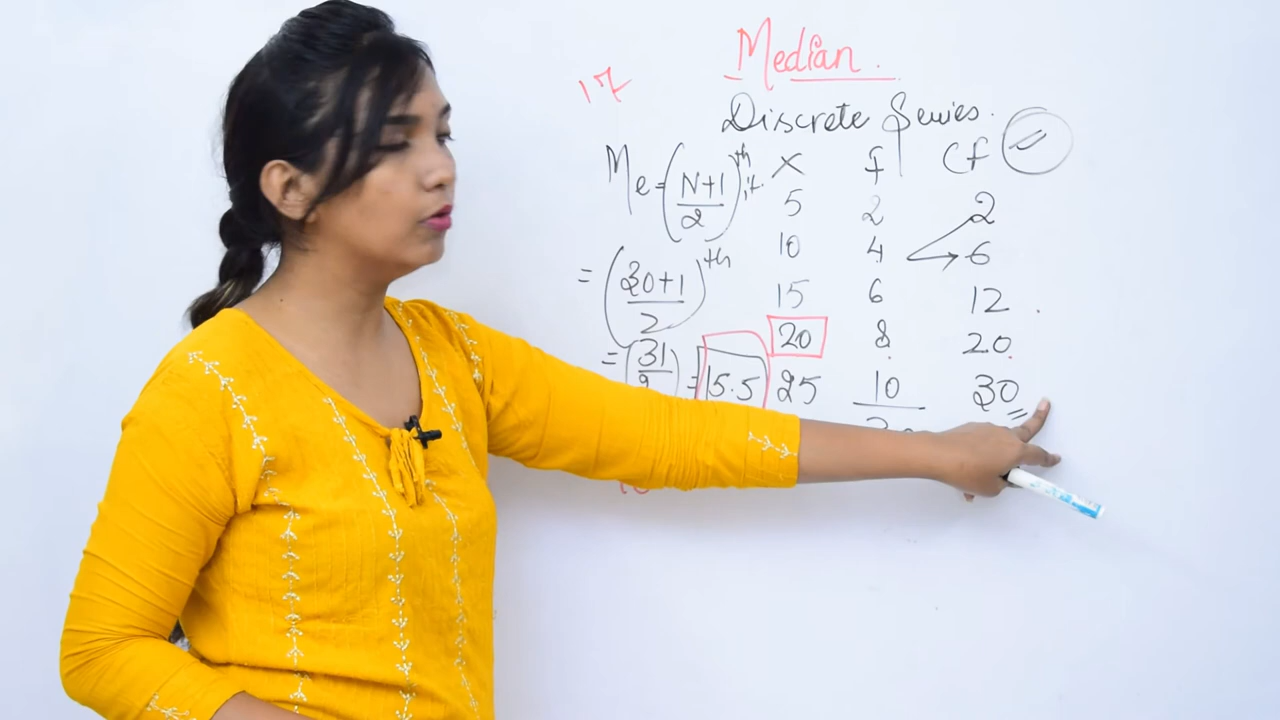 Median.
17
Discrete Series.
Me = (N+1/2)th it. X f Cf
5 2 2
10 4 6
= (30+1/2)th 15 6 12
20 8 20
= (31/2) = 15.5 25 10 30